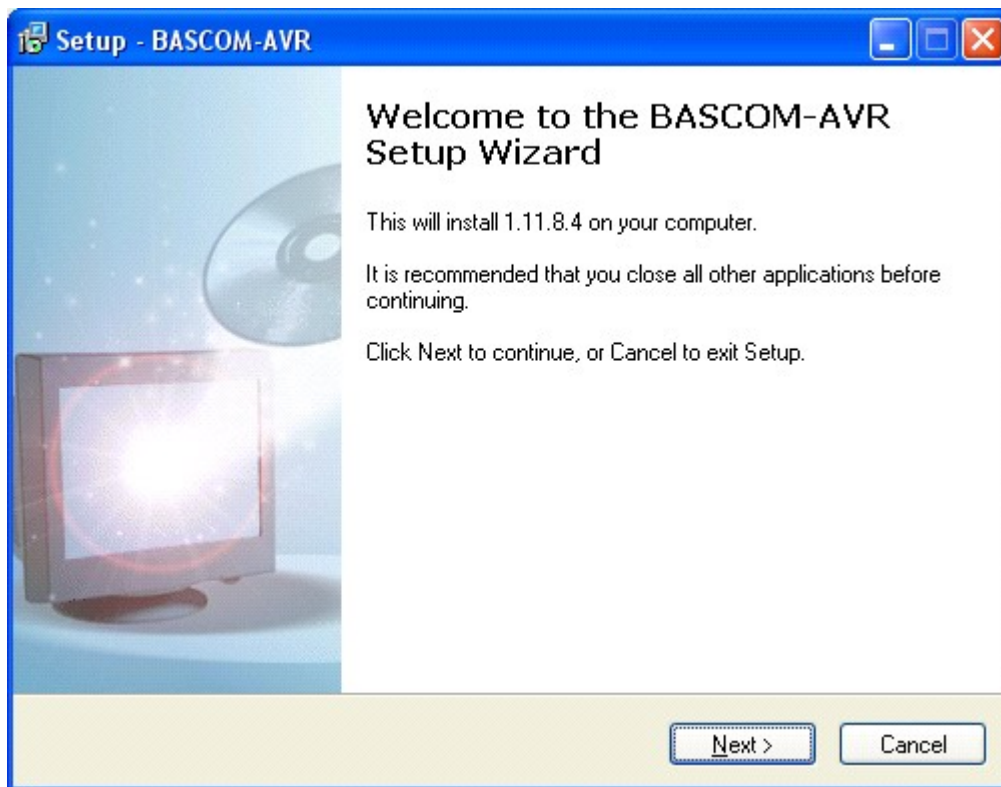 Setup - BASCOM-AVR
Welcome to the BASCOM-AVR
Setup Wizard
This will install 1.11.8.4 on your computer.
It is recommended that you close all other applications before
continuing.
Click Next to continue, or Cancel to exit Setup.
Next >
Cancel